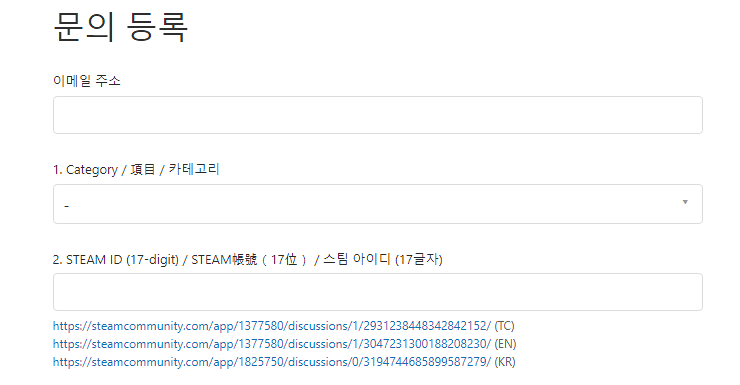 문의 등록
이메일 주소
1. Category / 項目 / 카테고리
-
2. STEAM ID (17-digit) / STEAM帳號（17位） / 스팀 아이디 (17글자)
https://steamcommunity.com/app/1377580/discussions/1/2931238448342842152/ (TC)
https://steamcommunity.com/app/1377580/discussions/1/3047231300188208230/ (EN)
https://steamcommunity.com/app/1825750/discussions/0/3194744685899587279/ (KR)